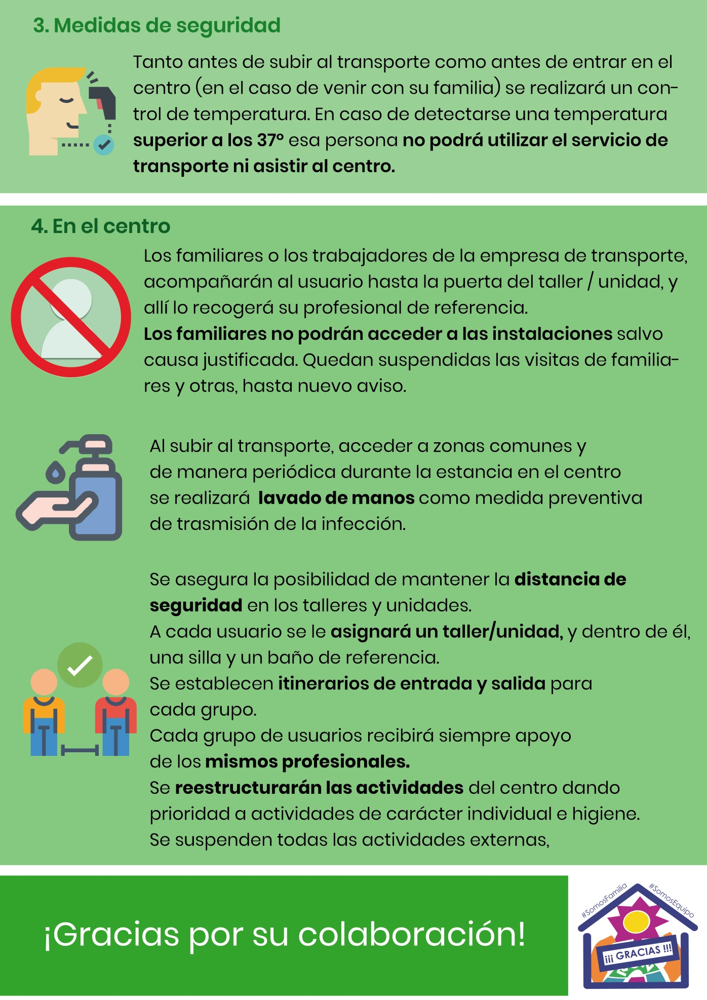 3. Medidas de seguridad
Tanto antes de subir al transporte como antes de entrar en el
centro (en el caso de venir con su familia) se realizará un con-
trol de temperatura. En caso de detectarse una temperatura
superior a los 37º esa persona no podrá utilizar el servicio de
transporte ni asistir al centro.
4. En el centro
Los familiares o los trabajadores de la empresa de transporte,
acompañarán al usuario hasta la puerta del taller / unidad, y
allí lo recogerá su profesional de referencia.
Los familiares no podrán acceder a las instalaciones salvo
causa justificada. Quedan suspendidas las visitas de familia-
res y otras, hasta nuevo aviso.
Al subir al transporte, acceder a zonas comunes y
de manera periódica durante la estancia en el centro
se realizará lavado de manos como medida preventiva
de trasmisión de la infección.
Se asegura la posibilidad de mantener la distancia de
seguridad en los talleres y unidades.
A cada usuario se le asignará un taller/unidad, y dentro de él,
una silla y un baño de referencia.
Se establecen itinerarios de entrada y salida para
cada grupo.
Cada grupo de usuarios recibirá siempre apoyo
de los mismos profesionales.
Se reestructurarán las actividades del centro dando
prioridad a actividades de carácter individual e higiene.
Se suspenden todas las actividades externas,
¡Gracias por su colaboración!
#SomosFamilia
#SomosEquipo
¡¡¡ GRACIAS !!!